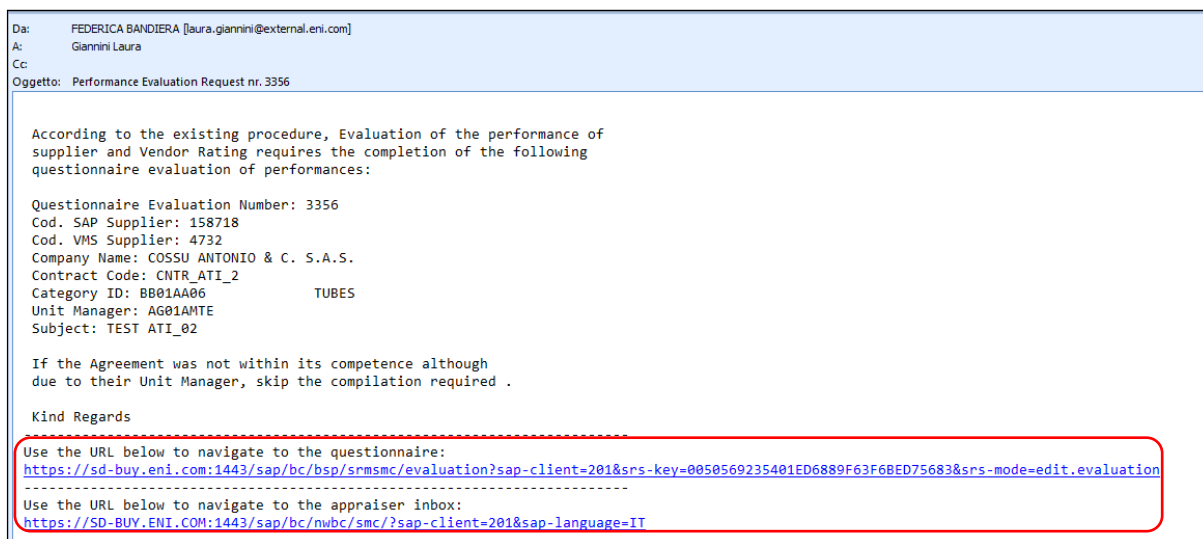 Da: FEDERICA BANDIERA [laura.giannini@external.eni.com]
A: Giannini Laura
Cc:
Oggetto: Performance Evaluation Request nr. 3356
According to the existing procedure, Evaluation of the performance of
supplier and Vendor Rating requires the completion of the following
questionnaire evaluation of performances:
Questionnaire Evaluation Number: 3356
Cod. SAP Supplier: 158718
Cod. VMS Supplier: 4732
Company Name: COSSU ANTONIO & C. S.A.S.
Contract Code: CNTR_ATI_2
Category ID: BB01AA06 TUBES
Unit Manager: AG01AMTE
Subject: TEST ATI_02
If the Agreement was not within its competence although
due to their Unit Manager, skip the compilation required .
Kind Regards
-------------------------------------------------------------------------
Use the URL below to navigate to the questionnaire:
https://sd-buy.eni.com:1443/sap/bc/bsp/srmsmc/evaluation?sap-client=201&srs-key=0050569235401ED6889F63F6BED75683&srs-mode=edit.evaluation
-------------------------------------------------------------------------
Use the URL below to navigate to the appraiser inbox:
https://SD-BUY.ENI.COM:1443/sap/bc/nwbc/smc/?sap-client=201&sap-language=IT